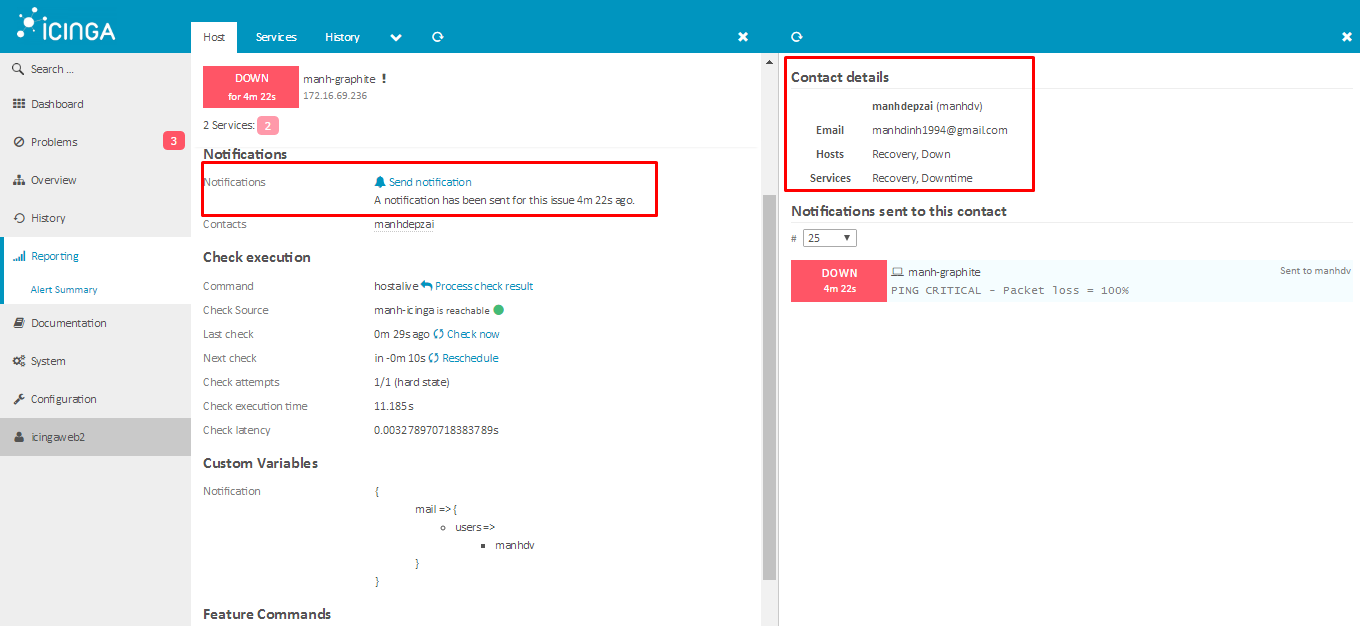 iCINGA
Search ...
Dashboard
Problems 3
Overview
History
Reporting
Alert Summary
Documentation
System
Configuration
icingaweb2
Host Services History
DOWN
for 4m 22s
manh-graphite !
172.16.69.236
2 Services: 2
Notifications
Notifications Send notification
A notification has been sent for this issue 4m 22s ago.
Contacts manhdepzai
Check execution
Command hostalive Process check result
Check Source manh-icinga is reachable
Last check 0m 29s ago Check now
Next check in -0m 10s Reschedule
Check attempts 1/1 (hard state)
Check execution time 11.185s
Check latency 0.003278970718383789s
Custom Variables
Notification {
mail => {
users =>
manhdv
}
}
Feature Commands
Contact details
manhdepzai (manhdv)
Email manhdinh1994@gmail.com
Hosts Recovery, Down
Services Recovery, Downtime
Notifications sent to this contact
# 25
DOWN
4m 22s
manh-graphite Sent to manhdv
PING CRITICAL - Packet loss = 100%